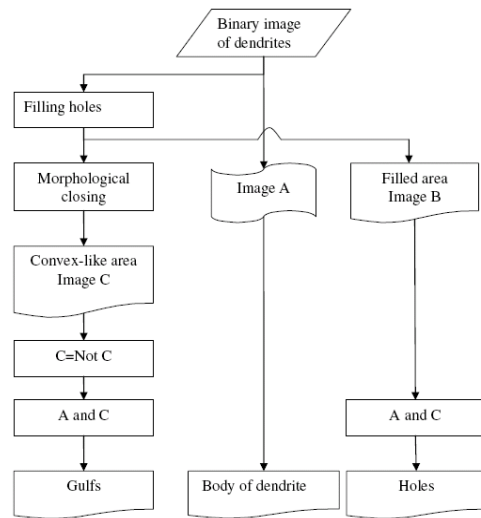 Binary image
of dendrites
Filling holes
Morphological
closing
Image A
Filled area
Image B
Convex-like area
Image C
C=Not C
A and C
A and C
Gulfs
Body of dendrite
Holes